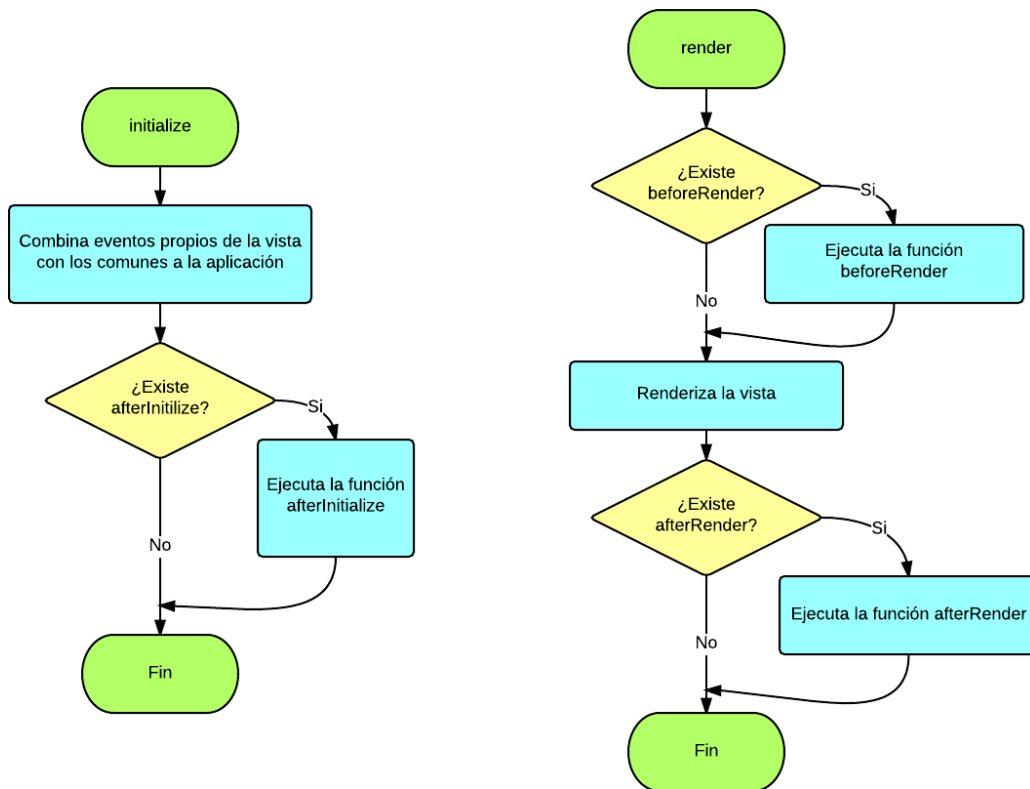 initialize
Combina eventos propios de la vista
con los comunes a la aplicación
¿Existe
afterInitilize?
Si
Ejecuta la función
afterInitialize
No
Fin
render
¿Existe
beforeRender?
Si
Ejecuta la función
beforeRender
No
Renderiza la vista
¿Existe
afterRender?
Si
Ejecuta la función afterRender
No
Fin